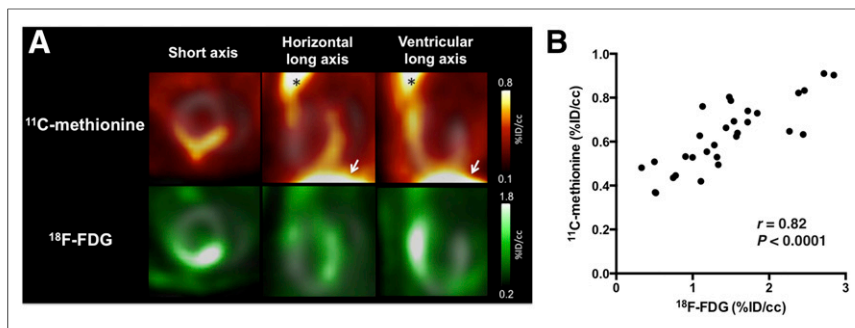 A
Short axis
Horizontal
long axis
Ventricular
long axis
*
*
¹¹C-methionine
0.8
%ID/cc
0.1
¹⁸F-FDG
1.8
%ID/cc
0.2
B
¹¹C-methionine (%ID/cc)
1.0
0.8
0.6
0.4
0.2
0.0
r = 0.82
P < 0.0001
0
1
2
3
¹⁸F-FDG (%ID/cc)